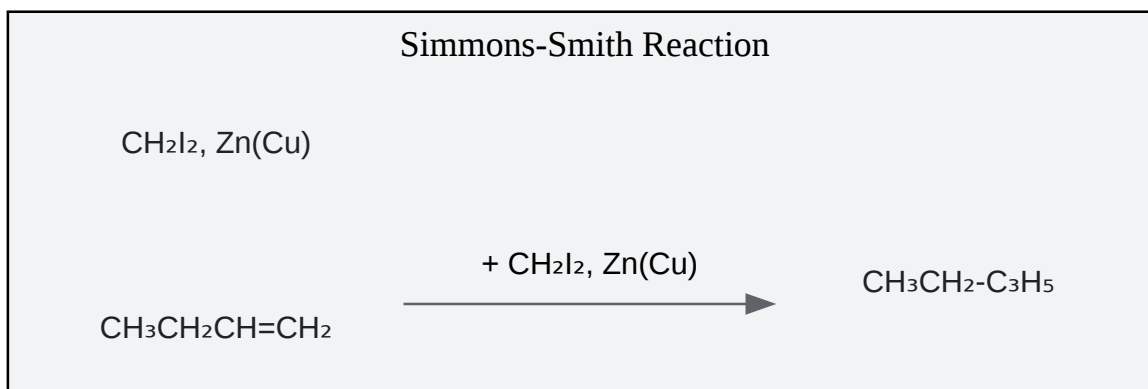 Simmons-Smith Reaction
CH₂I₂, Zn(Cu)
+ CH₂I₂, Zn(Cu)
CH₃CH₂-C₃H₅
CH₃CH₂CH=CH₂